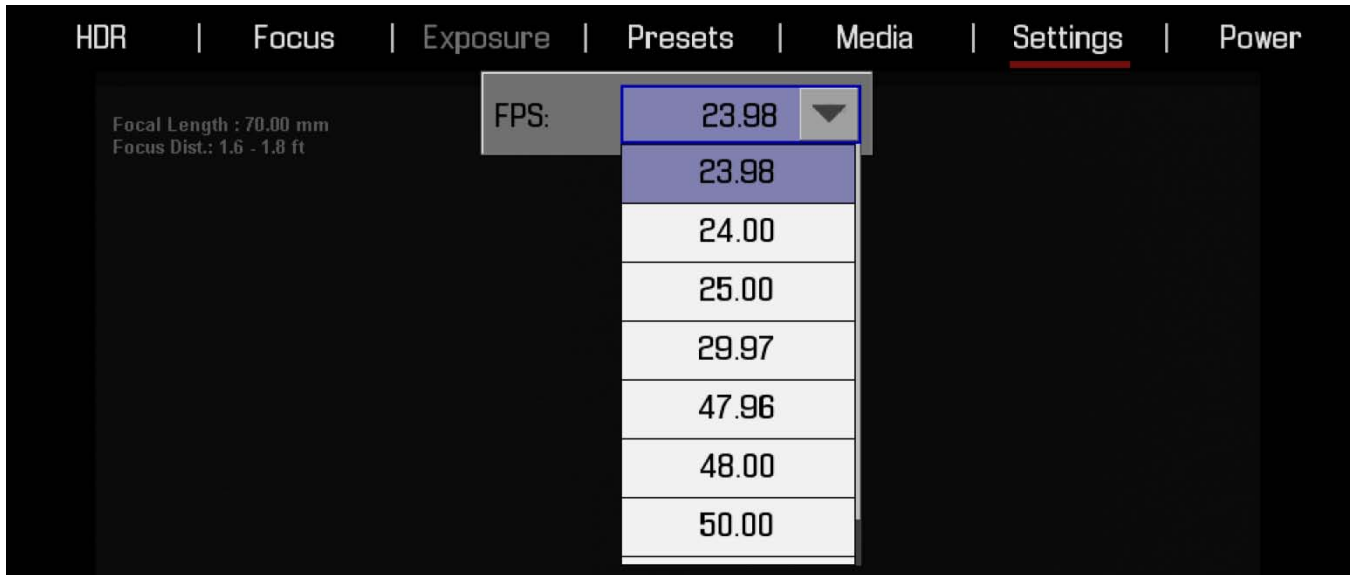 HDR | Focus | Exposure | Presets | Media | Settings | Power
FPS: 23.98
Focal Length : 70.00 mm
Focus Dist.: 1.6 - 1.8 ft
23.98
24.00
25.00
29.97
47.96
48.00
50.00